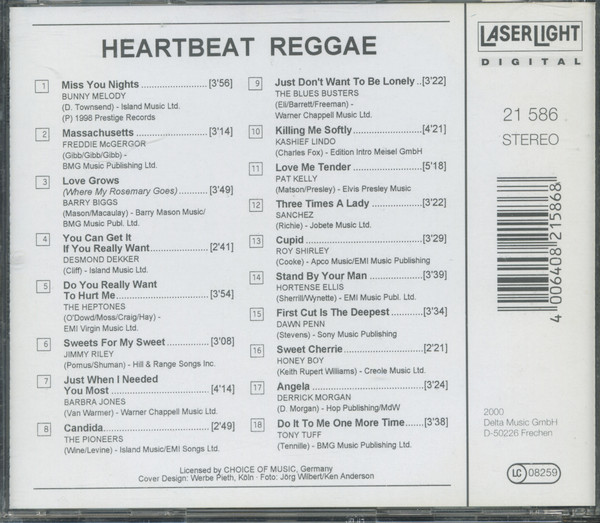 HEARTBEAT REGGAE
1 Miss You Nights ........................ [3'56]
BUNNY MELODY
(D. Townsend) - Island Music Ltd.
(P) 1998 Prestige Records
2 Massachusetts ........................ [3'14]
FREDDIE McGERGOR
(Gibb/Gibb/Gibb) -
BMG Music Publishing Ltd.
3 Love Grows
(Where My Rosemary Goes) ........ [3'49]
BARRY BIGGS
(Mason/Macaulay) - Barry Mason Music/
BMG Music Publ. Ltd.
4 You Can Get It
If You Really Want ................ [2'41]
DESMOND DEKKER
(Cliff) - Island Music Ltd.
5 Do You Really Want
To Hurt Me ........................ [3'54]
THE HEPTONES
(O'Dowd/Moss/Craig/Hay) -
EMI Virgin Music Ltd.
6 Sweets For My Sweet ............ [3'08]
JIMMY RILEY
(Pomus/Shuman) - Hill & Range Songs Inc.
7 Just When I Needed
You Most ........................ [4'14]
BARBRA JONES
(Van Warmer) - Warner Chappell Music Ltd.
8 Candida ........................ [2'49]
THE PIONEERS
(Wine/Levine) - Island Music/EMI Songs Ltd.
9 Just Don't Want To Be Lonely .. [3'22]
THE BLUES BUSTERS
(Eli/Barrett/Freeman) -
Warner Chappell Music Ltd.
10 Killing Me Softly ................ [4'21]
KASHIEF LINDO
(Charles Fox) - Edition Intro Meisel GmbH
11 Love Me Tender ................ [5'18]
PAT KELLY
(Matson/Presley) - Elvis Presley Music
12 Three Times A Lady ............ [3'22]
SANCHEZ
(Richie) - Jobete Music Ltd.
13 Cupid ........................ [3'29]
ROY SHIRLEY
(Cooke) - Apco Music/EMI Music Publishing
14 Stand By Your Man ............ [3'39]
HORTENSE ELLIS
(Sherrill/Wynette) - EMI Music Publ. Ltd.
15 First Cut Is The Deepest ........ [3'34]
DAWN PENN
(Stevens) - Sony Music Publishing
16 Sweet Cherrie ................ [2'21]
HONEY BOY
(Keith Rupert Williams) - Creole Music Ltd.
17 Angela ........................ [3'24]
DERRICK MORGAN
(D. Morgan) - Hop Publishing/MdW
18 Do It To Me One More Time ...... [3'38]
TONY TUFF
(Tennille) - BMG Music Publishing Ltd.
Licensed by CHOICE OF MUSIC, Germany
Cover Design: Werbe Pieth, Köln · Foto: Jörg Wilbert/Ken Anderson
LASERLIGHT
DIGITAL
21 586
STEREO
4 006408 215868
2000
Delta Music GmbH
D-50226 Frechen
LC 08259